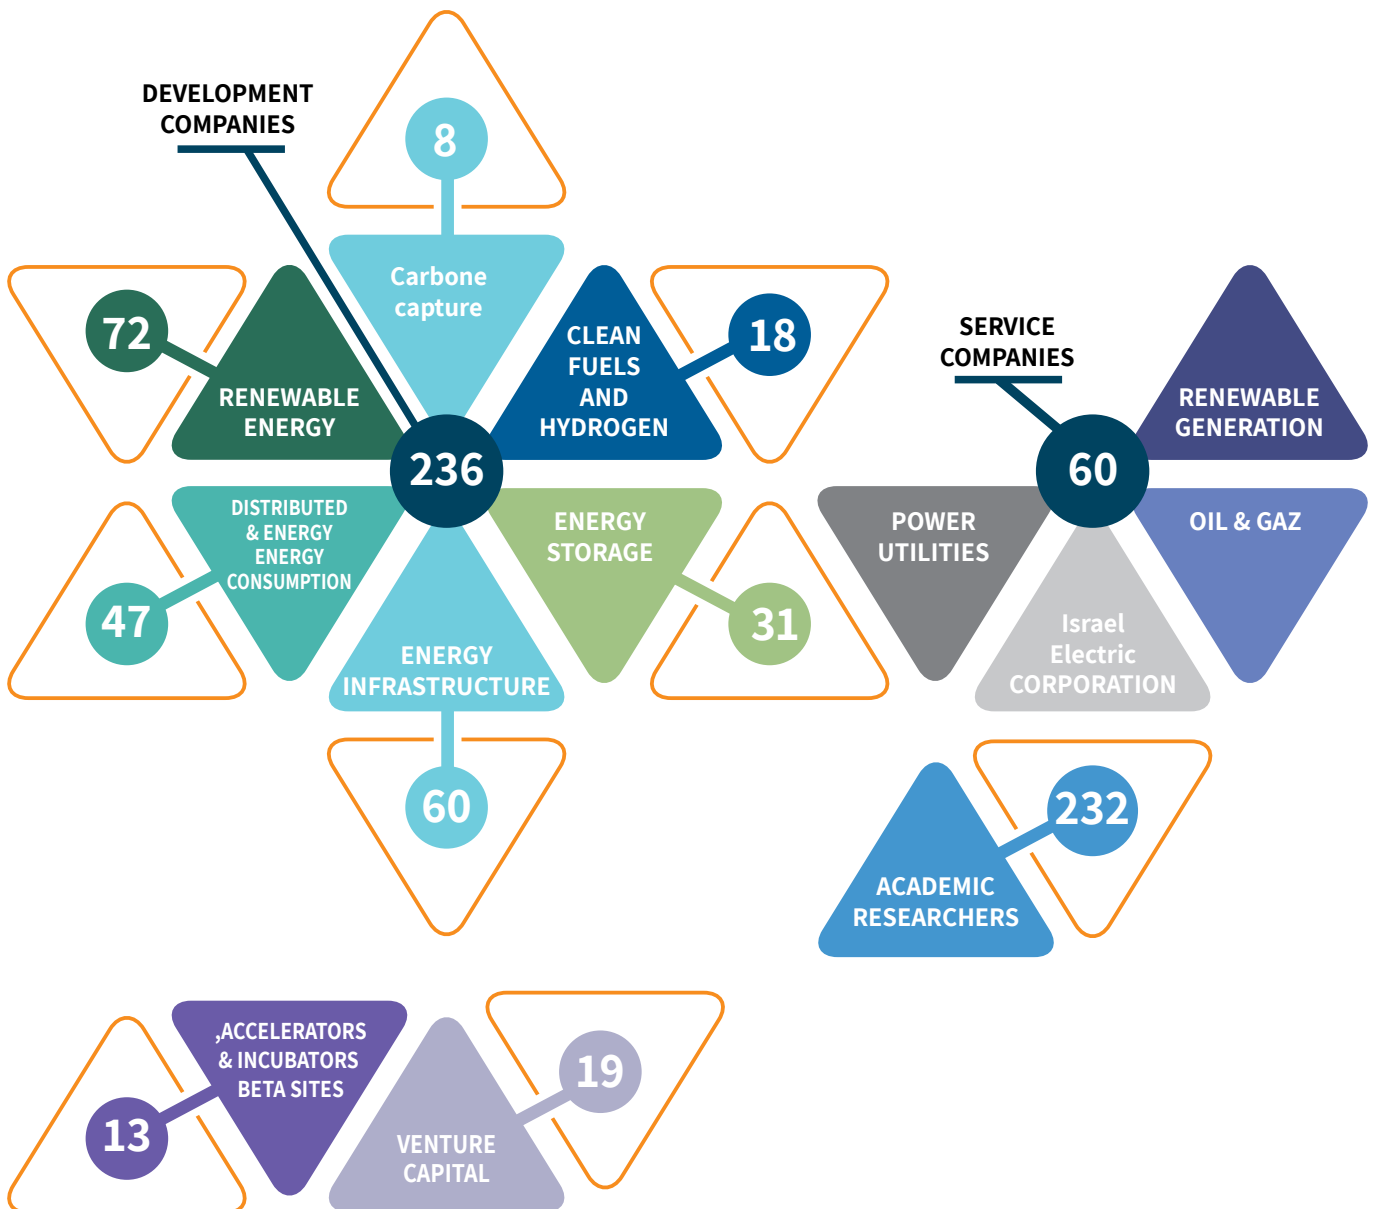 DEVELOPMENT
COMPANIES
8
Carbone
capture
72
RENEWABLE
ENERGY
CLEAN
FUELS
AND
HYDROGEN
18
236
DISTRIBUTED
& ENERGY
ENERGY
CONSUMPTION
47
ENERGY
STORAGE
31
ENERGY
INFRASTRUCTURE
60
SERVICE
COMPANIES
60
RENEWABLE
GENERATION
POWER
UTILITIES
OIL & GAZ
Israel
Electric
CORPORATION
232
ACADEMIC
RESEARCHERS
,ACCELERATORS
& INCUBATORS
BETA SITES
13
19
VENTURE
CAPITAL